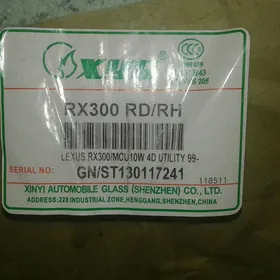 XYG
RX300 RD/RH
LEXUS RX300/MCU10W 4D UTILITY 99-
SERIAL NO: GN/ST130117241
118511
XINYI AUTOMOBILE GLASS (SHENZHEN) CO., LTD.
ADDRESS:228 INDUSTRIAL ZONE,HENGGANG,SHENZHEN,CHINA